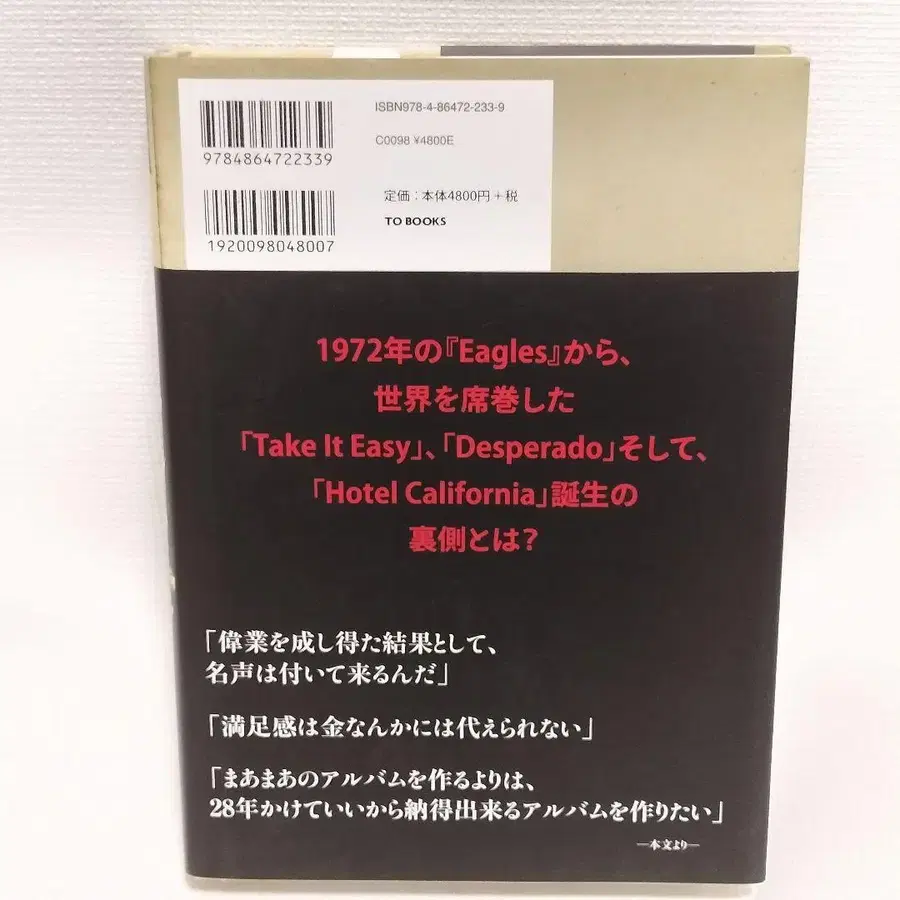 ISBN978-4-86472-233-9
C0098 ¥4800E
9784864722339
定価：本体4800円＋税
TO BOOKS
1920098048007
1972年の『Eagles』から、
世界を席巻した
「Take It Easy」、「Desperado」そして、
「Hotel California」誕生の
裏側とは？
「偉業を成し得た結果として、
名声は付いて来るんだ」
「満足感は金なんかには代えられない」
「まあまあのアルバムを作るよりは、
28年かけていいから納得出来るアルバムを作りたい」
―本文より―